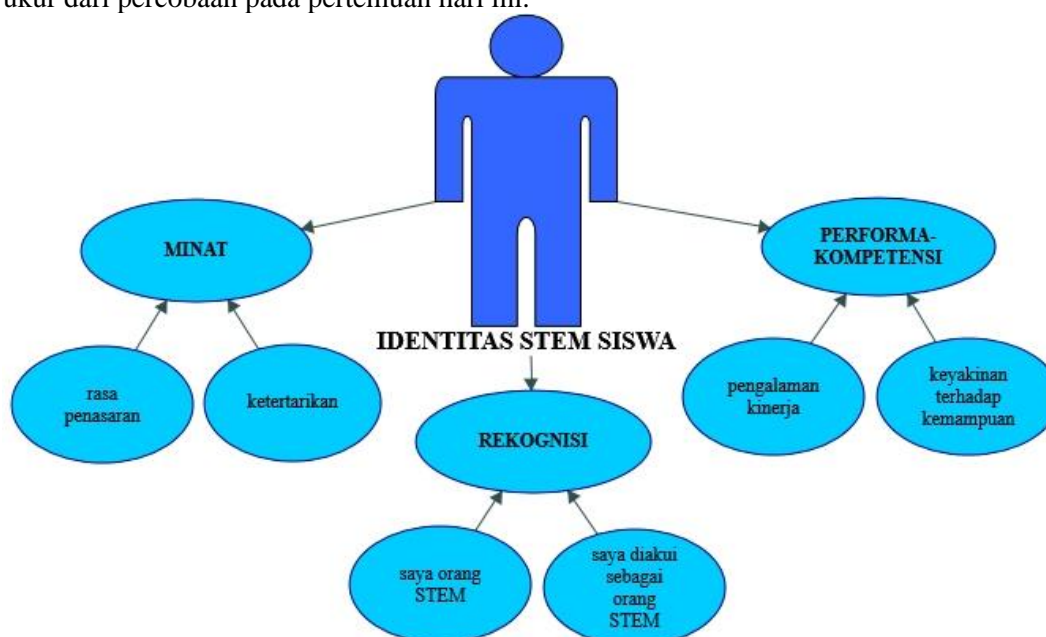 ukur dari percobaan pada pertemuan hari ini.
MINAT
PERFORMA-
KOMPETENSI
IDENTITAS STEM SISWA
rasa
penasaran
ketertarikan
pengalaman
kinerja
keyakinan
terhadap
kemampuan
REKOGNISI
saya orang
STEM
saya diakui
sebagai
orang
STEM